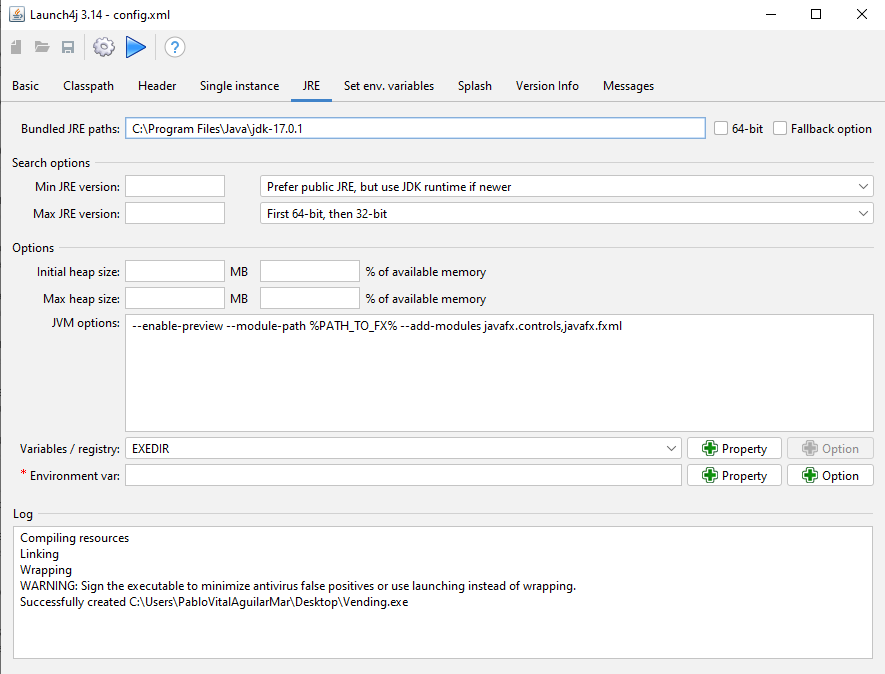 Launch4j 3.14 - config.xml
Basic Classpath Header Single instance JRE Set env. variables Splash Version Info Messages
Bundled JRE paths: C:\Program Files\Java\jdk-17.0.1 64-bit Fallback option
Search options
Min JRE version: Prefer public JRE, but use JDK runtime if newer
Max JRE version: First 64-bit, then 32-bit
Options
Initial heap size: MB % of available memory
Max heap size: MB % of available memory
JVM options: --enable-preview --module-path %PATH_TO_FX% --add-modules javafx.controls,javafx.fxml
Variables / registry: EXEDIR Property Option
* Environment var: Property Option
Log
Compiling resources
Linking
Wrapping
WARNING: Sign the executable to minimize antivirus false positives or use launching instead of wrapping.
Successfully created C:\Users\PabloVitalAguilarMar\Desktop\Vending.exe